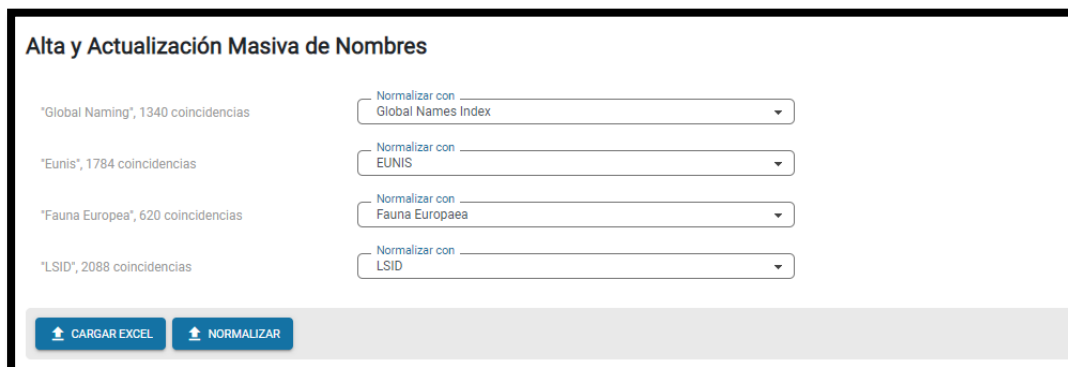 Alta y Actualización Masiva de Nombres
Normalizar con
"Global Naming", 1340 coincidencias
Global Names Index
Normalizar con
"Eunis", 1784 coincidencias
EUNIS
Normalizar con
"Fauna Europea", 620 coincidencias
Fauna Europaea
Normalizar con
"LSID", 2088 coincidencias
LSID
CARGAR EXCEL
NORMALIZAR